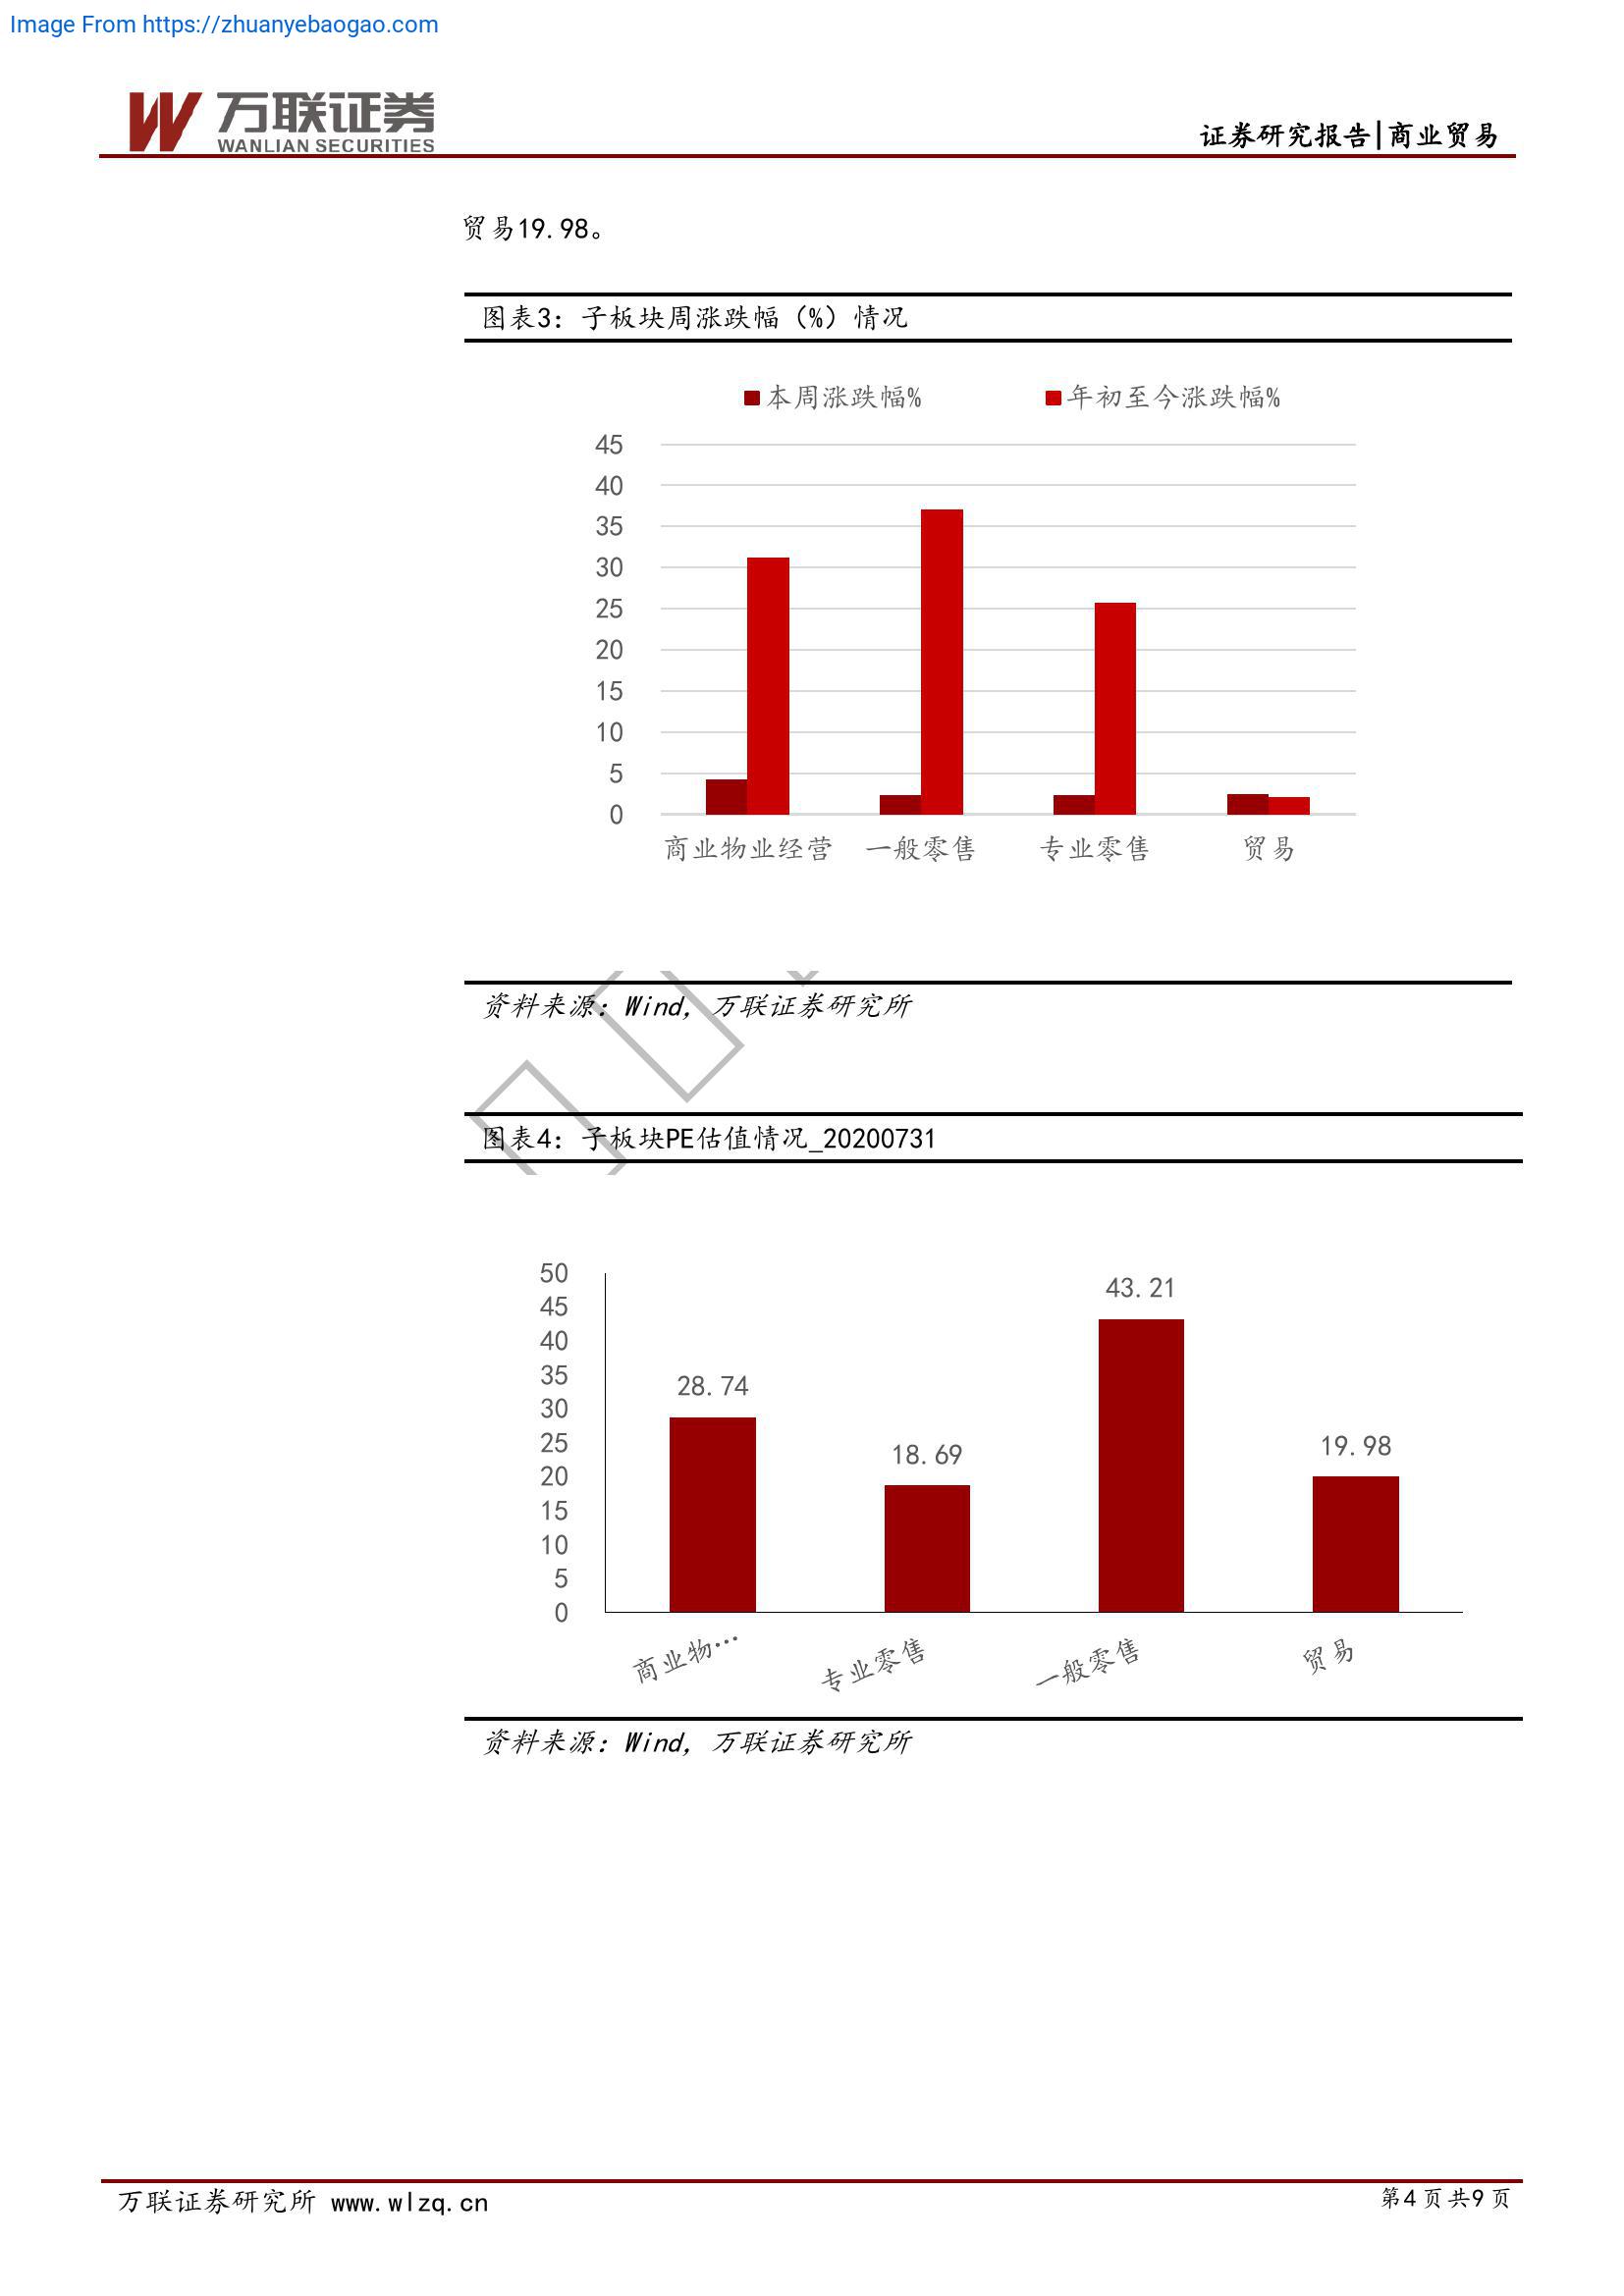 Image From https://zhuanyebaogao.com
万联证券
WANLIAN SECURITIES
证券研究报告|商业贸易
贸易19.98。
图表3：子板块周涨跌幅（%）情况
本周涨跌幅% 年初至今涨跌幅%
45
40
35
30
25
20
15
10
5
0
商业物业经营 一般零售 专业零售 贸易
资料来源：Wind，万联证券研究所
图表4：子板块PE估值情况_20200731
50
45
40
35
30
25
20
15
10
5
0
28.74
18.69
43.21
19.98
商业物… 专业零售 一般零售 贸易
资料来源：Wind，万联证券研究所
万联证券研究所 www.wlzq.cn
第4页共9页